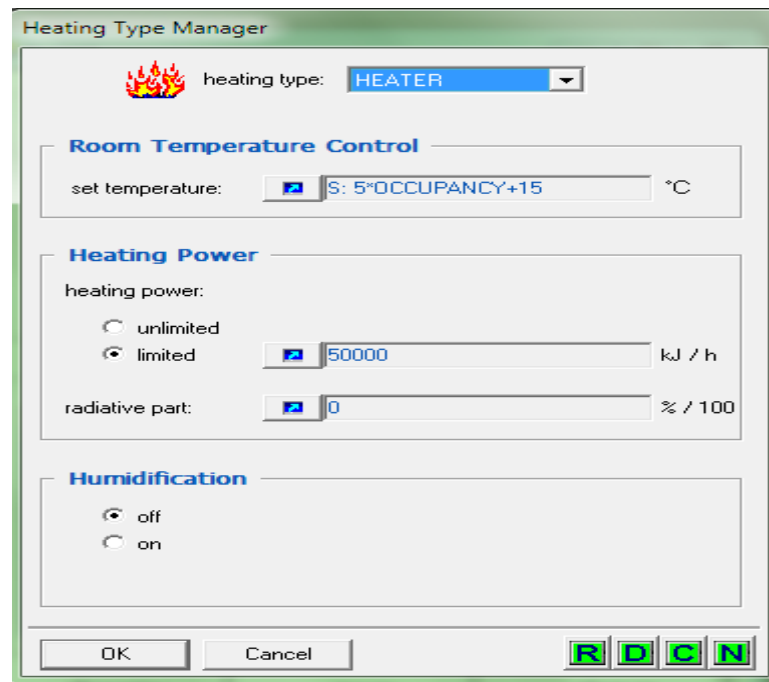 Heating Type Manager
heating type: HEATER
Room Temperature Control
set temperature: S: 5*OCCUPANCY+15 °C
Heating Power
heating power:
unlimited
limited 50000 kJ / h
radiative part: 0 % / 100
Humidification
off
on
OK Cancel R D C N